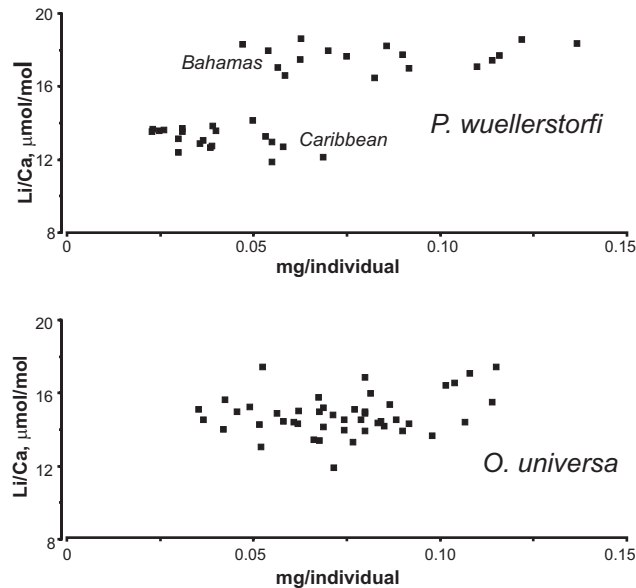 20
16
12
8
Li/Ca, μmol/mol
Bahamas
Caribbean
P. wuellerstorfi
0 0.05 0.10 0.15
mg/individual
20
16
12
8
Li/Ca, μmol/mol
O. universa
0 0.05 0.10 0.15
mg/individual